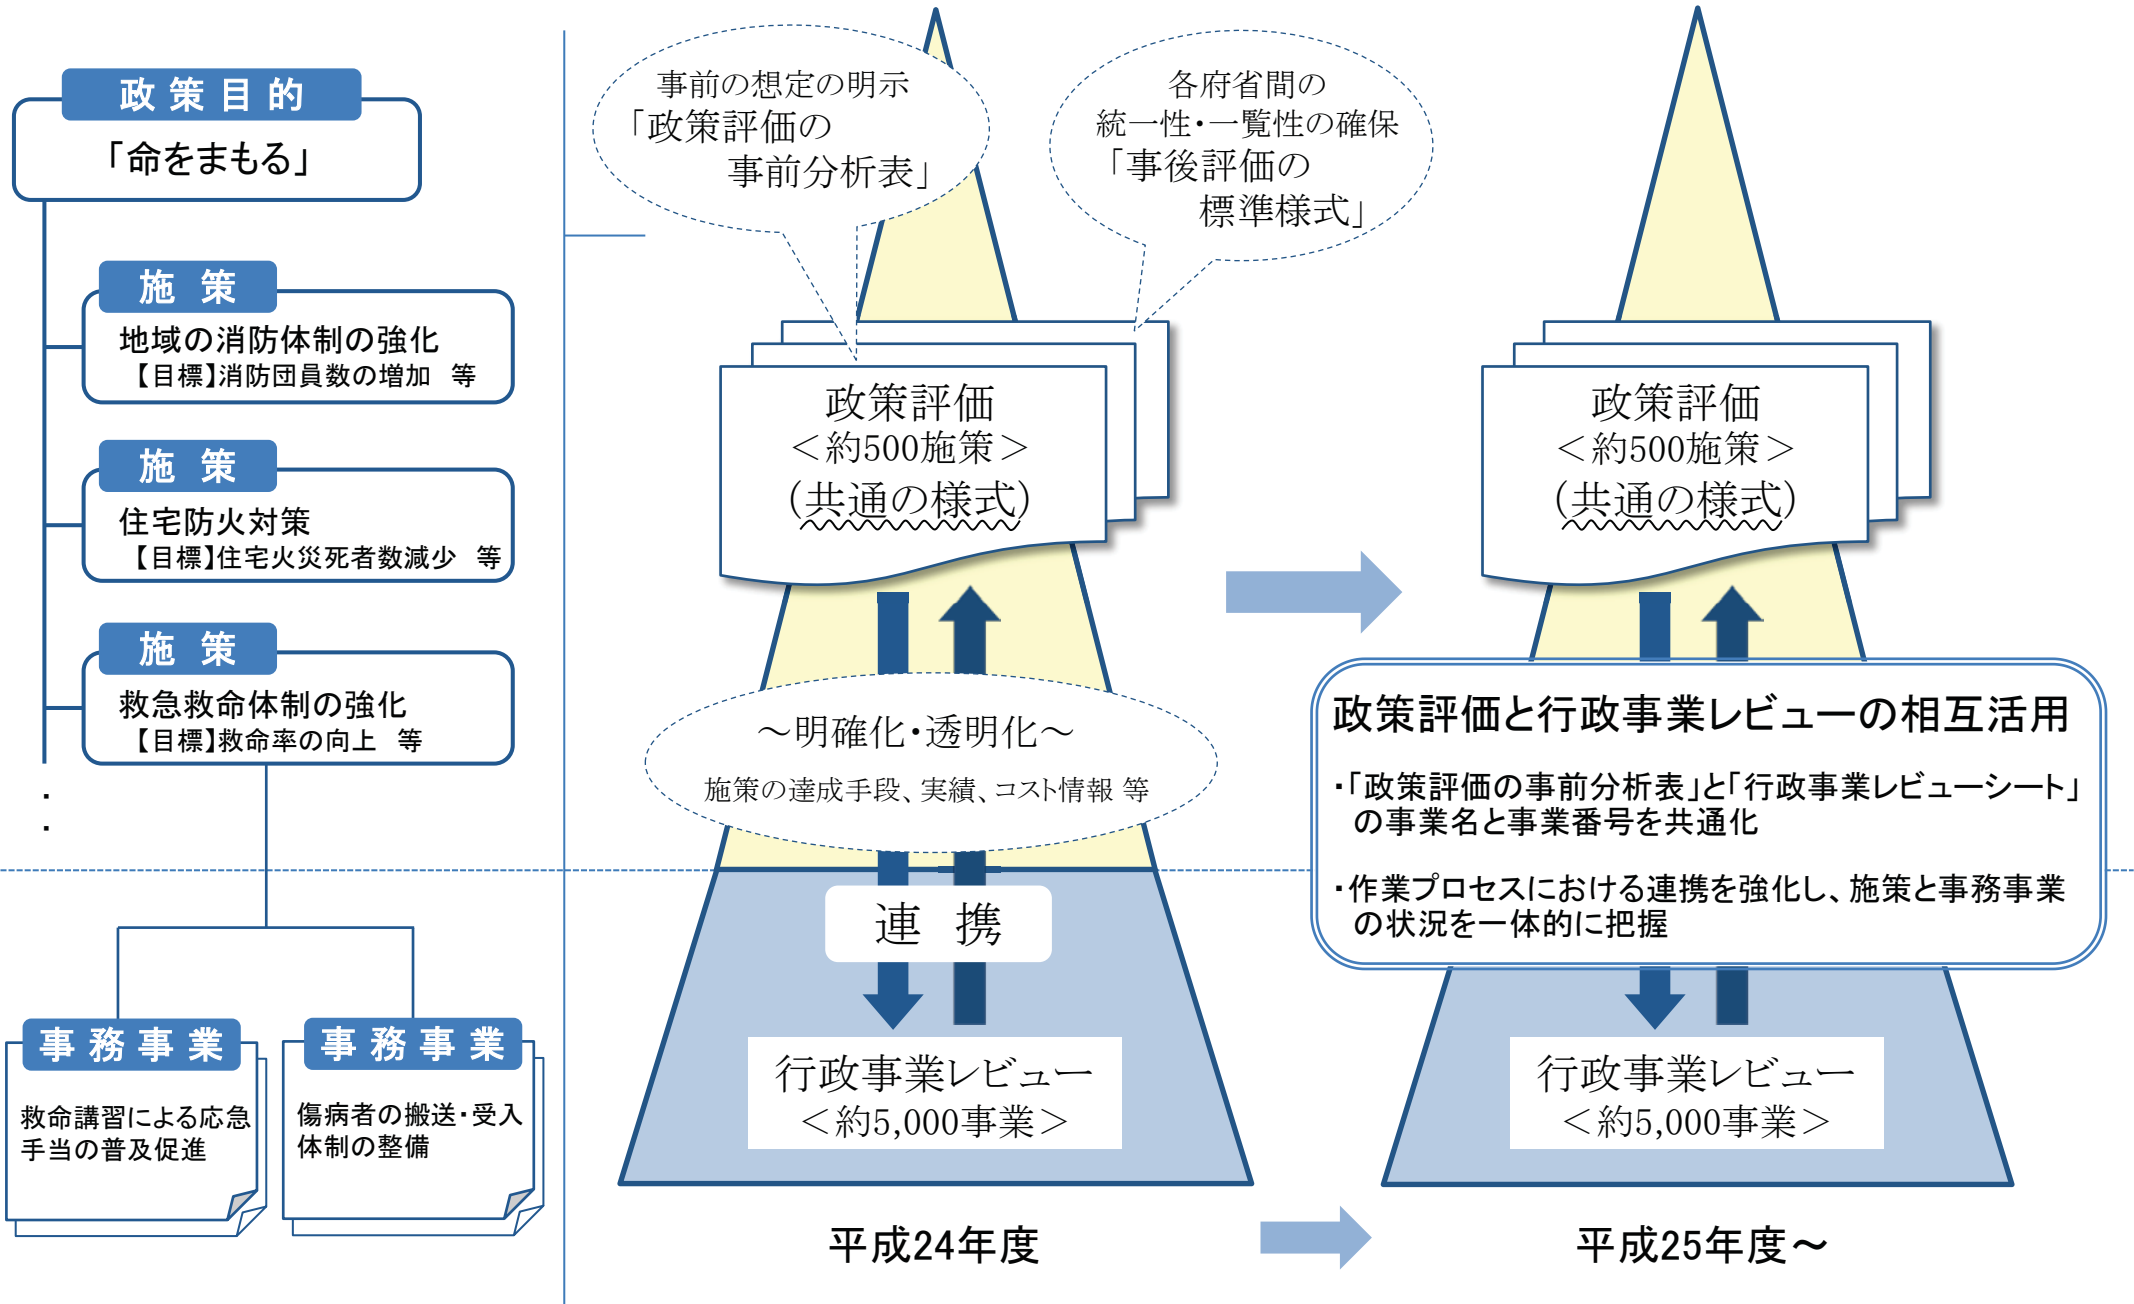 政策目的
「命をまもる」
施 策
地域の消防体制の強化
【目標】消防団員数の増加 等
施 策
住宅防火対策
【目標】住宅火災死者数減少 等
施 策
救急救命体制の強化
【目標】救命率の向上 等
・
・
事務事業
救命講習による応急
手当の普及促進
事務事業
傷病者の搬送・受入
体制の整備
事前の想定の明示
「政策評価の
事前分析表」
各府省間の
統一性・一覧性の確保
「事後評価の
標準様式」
政策評価
＜約500施策＞
(共通の様式)
～明確化・透明化～
施策の達成手段、実績、コスト情報 等
連 携
行政事業レビュー
＜約5,000事業＞
平成24年度
政策評価
＜約500施策＞
(共通の様式)
政策評価と行政事業レビューの相互活用
・「政策評価の事前分析表」と「行政事業レビューシート」
の事業名と事業番号を共通化
・作業プロセスにおける連携を強化し、施策と事務事業
の状況を一体的に把握
行政事業レビュー
＜約5,000事業＞
平成25年度～